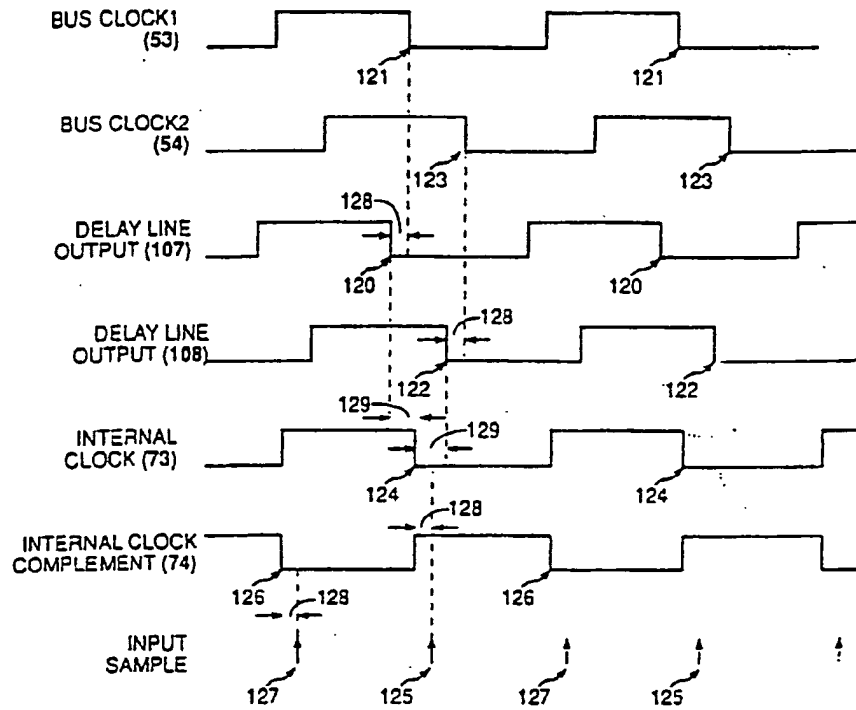 BUS CLOCK1
(53)
121
121
BUS CLOCK2
(54)
123
123
128
DELAY LINE
OUTPUT (107)
120
120
128
DELAY LINE
OUTPUT (108)
122
122
129
129
INTERNAL
CLOCK (73)
124
124
128
INTERNAL CLOCK
COMPLEMENT (74)
126
126
128
INPUT
SAMPLE
127
125
127
125